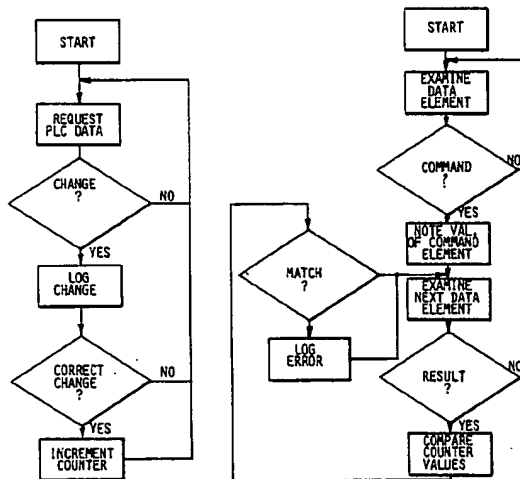 START
REQUEST
PLC DATA
CHANGE
?
NO
YES
LOG
CHANGE
CORRECT
CHANGE
?
NO
YES
INCREMENT
COUNTER
START
EXAMINE
DATA
ELEMENT
COMMAND
?
NO
YES
NOTE VAL.
OF COMMAND
ELEMENT
EXAMINE
NEXT DATA
ELEMENT
MATCH
?
LOG
ERROR
RESULT
?
NO
YES
COMPARE
COUNTER
VALUES